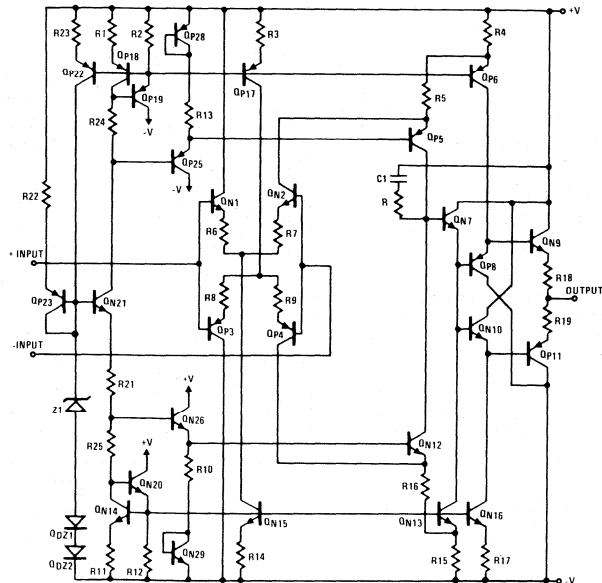 +V
R23
R1
R2
QP28
R3
R4
QP18
QP22
QP19
QP17
QP6
-V
R24
R13
R5
QP25
QP5
-V
C1
R22
QN1
QN2
R
QN7
R6
R7
QP8
QN9
+ INPUT
R18
OUTPUT
QP23
QN21
R8
R9
QN10
R19
QP3
QP4
QP11
-INPUT
R21
+V
Z1
QN26
+V
R25
QN12
QN20
R10
R16
QN14
QN15
QN13
QN16
QDZ1
QDZ2
R11
R12
QN29
R14
R15
R17
-V